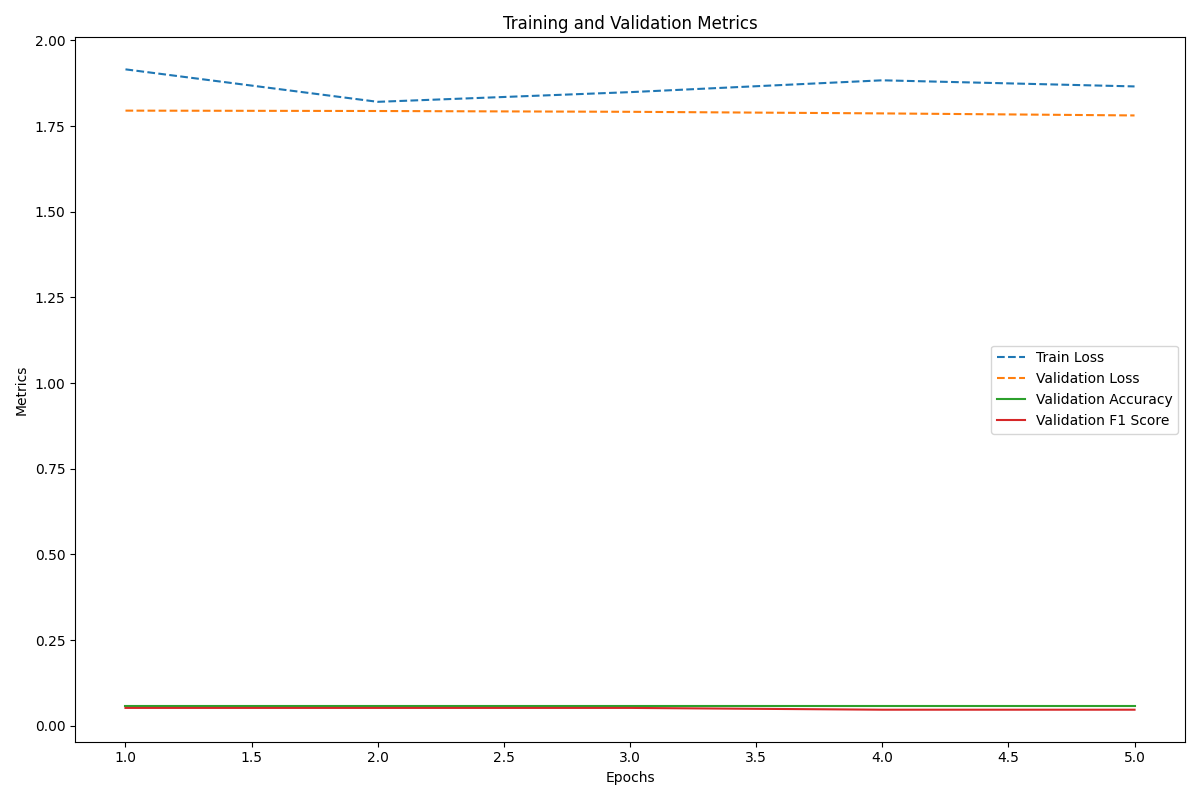 Training and Validation Metrics
2.00
1.75
1.50
1.25
1.00
0.75
0.50
0.25
0.00
Metrics
Train Loss
Validation Loss
Validation Accuracy
Validation F1 Score
1.0 1.5 2.0 2.5 3.0 3.5 4.0 4.5 5.0
Epochs